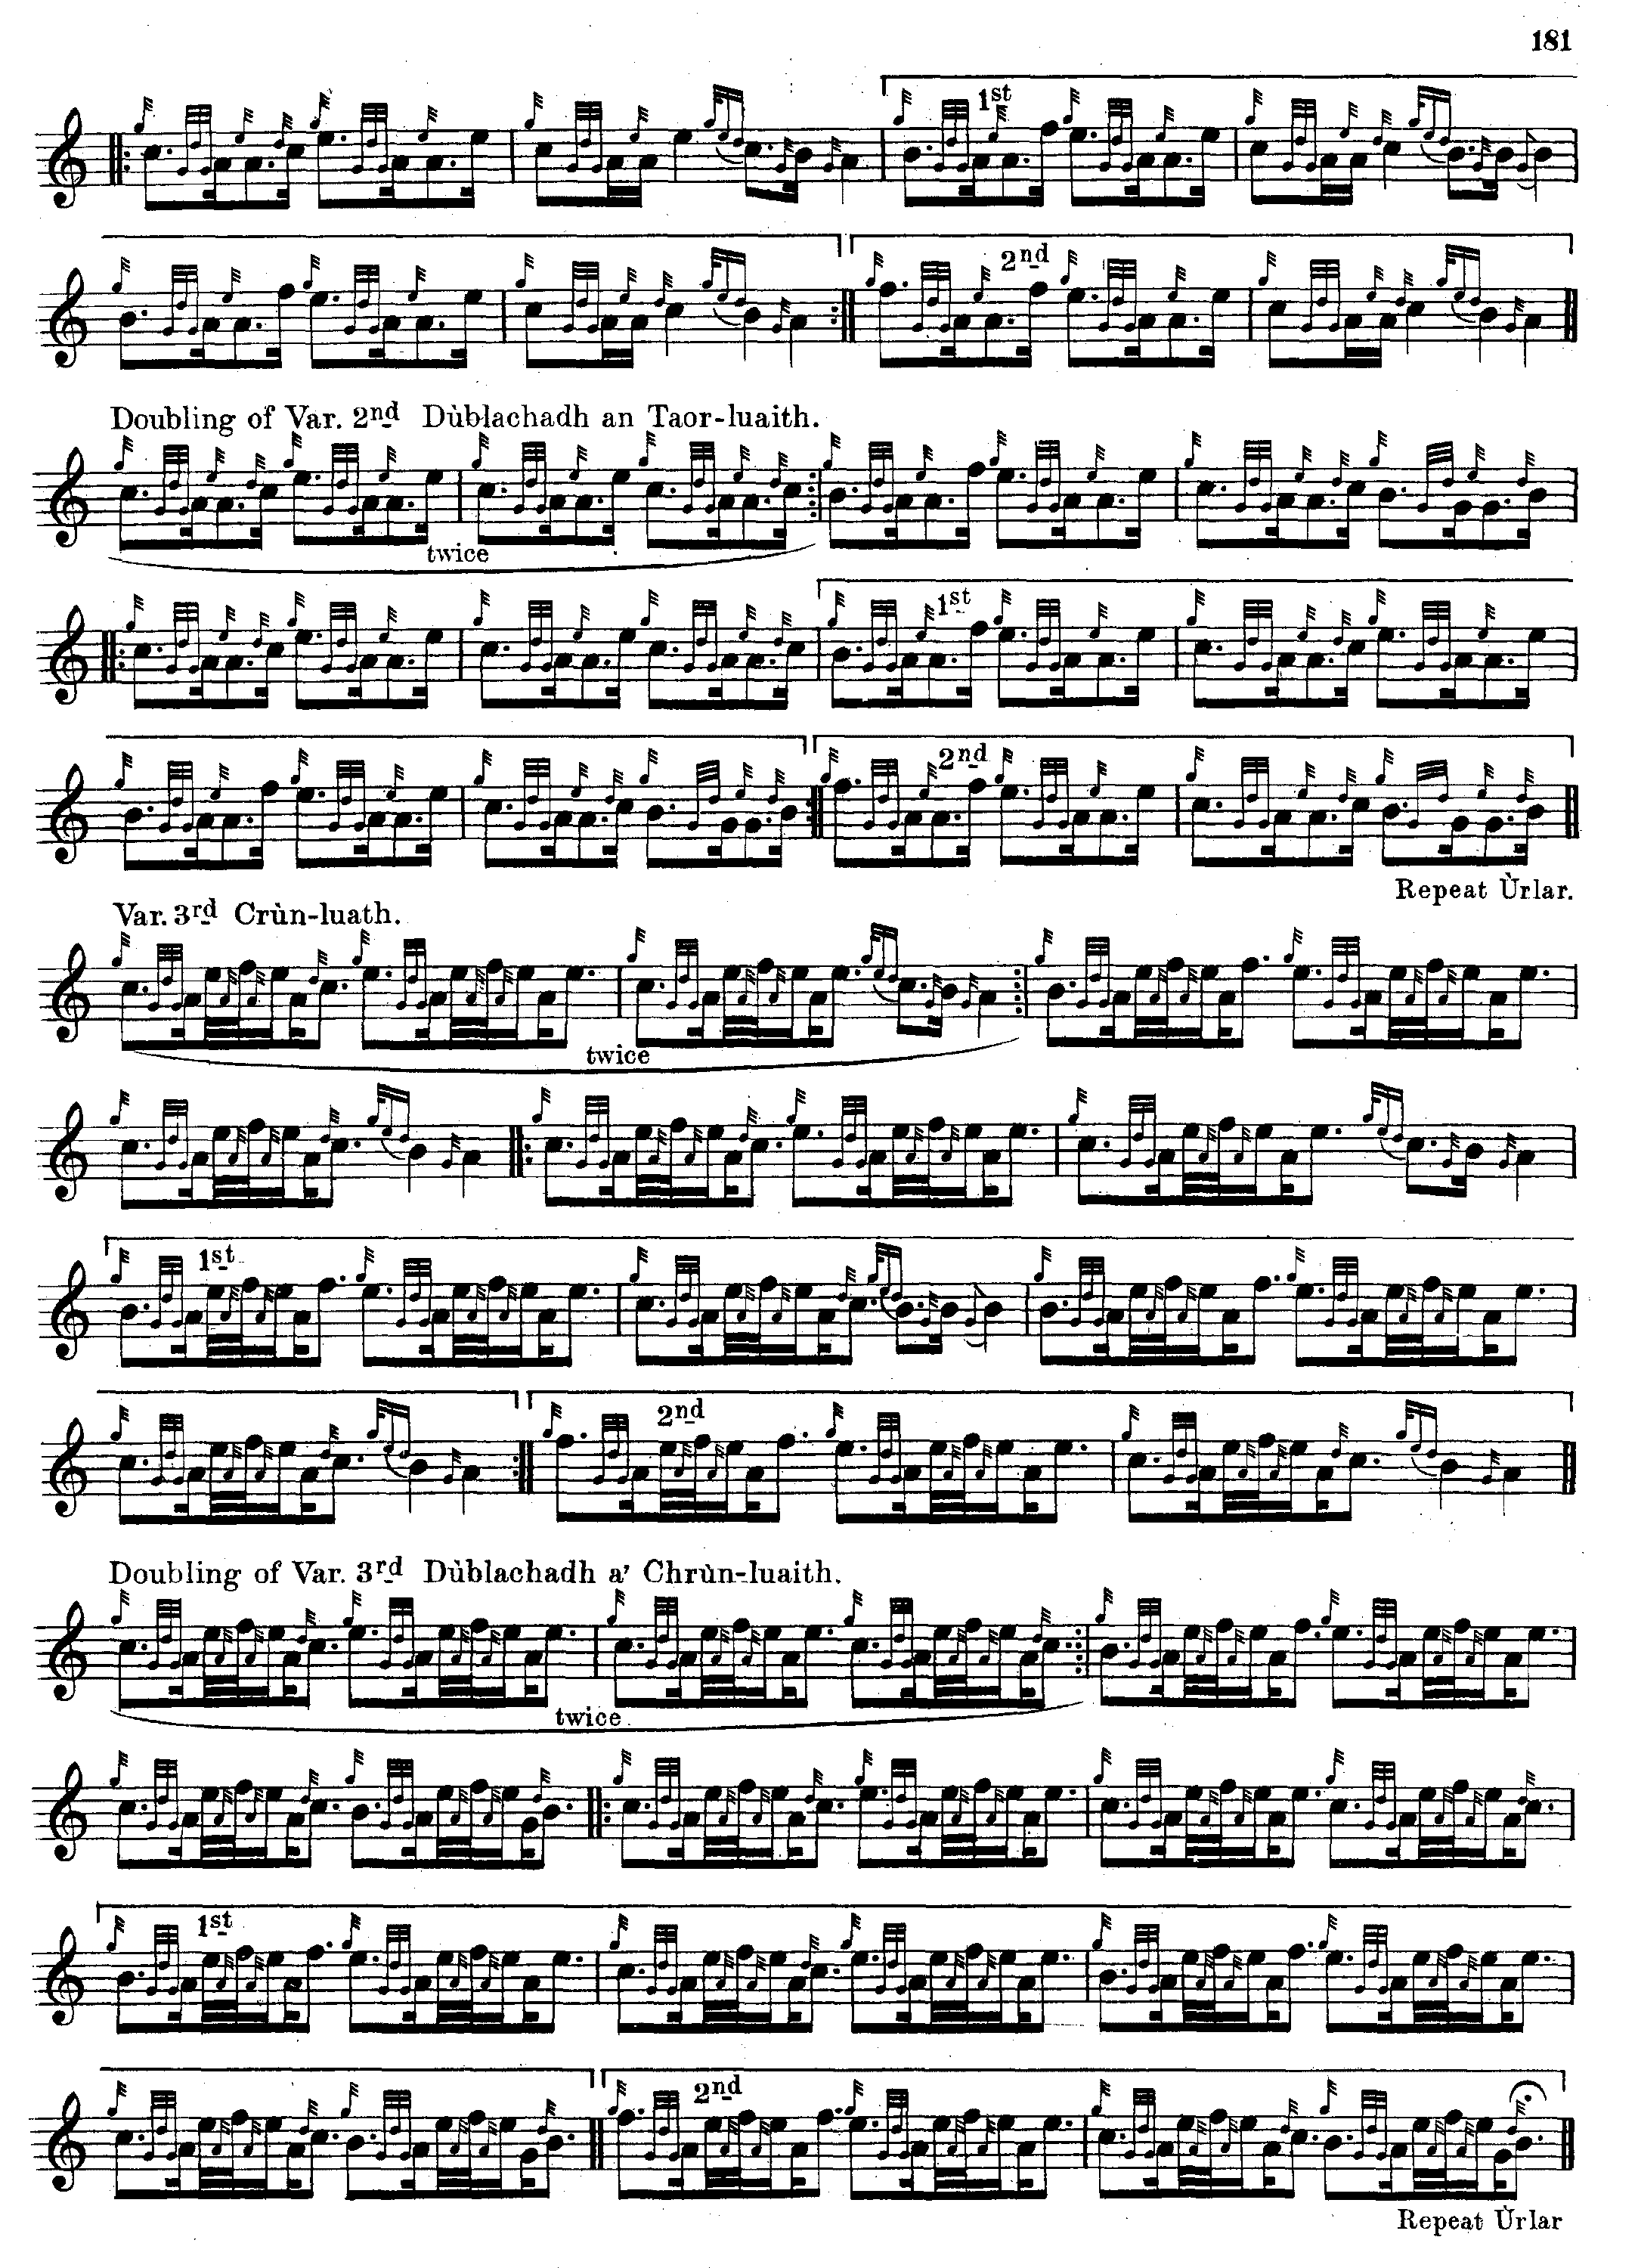 181
1st
2nd
Doubling of Var. 2nd Dùblachadh an Taor-luaith.
twice
1st
2nd
Repeat Ùrlar.
Var. 3rd Crùn-luath.
twice
1st
2nd
Doubling of Var. 3rd Dùblachadh a' Chrùn-luaith.
twice
1st
2nd
Repeat Ùrlar